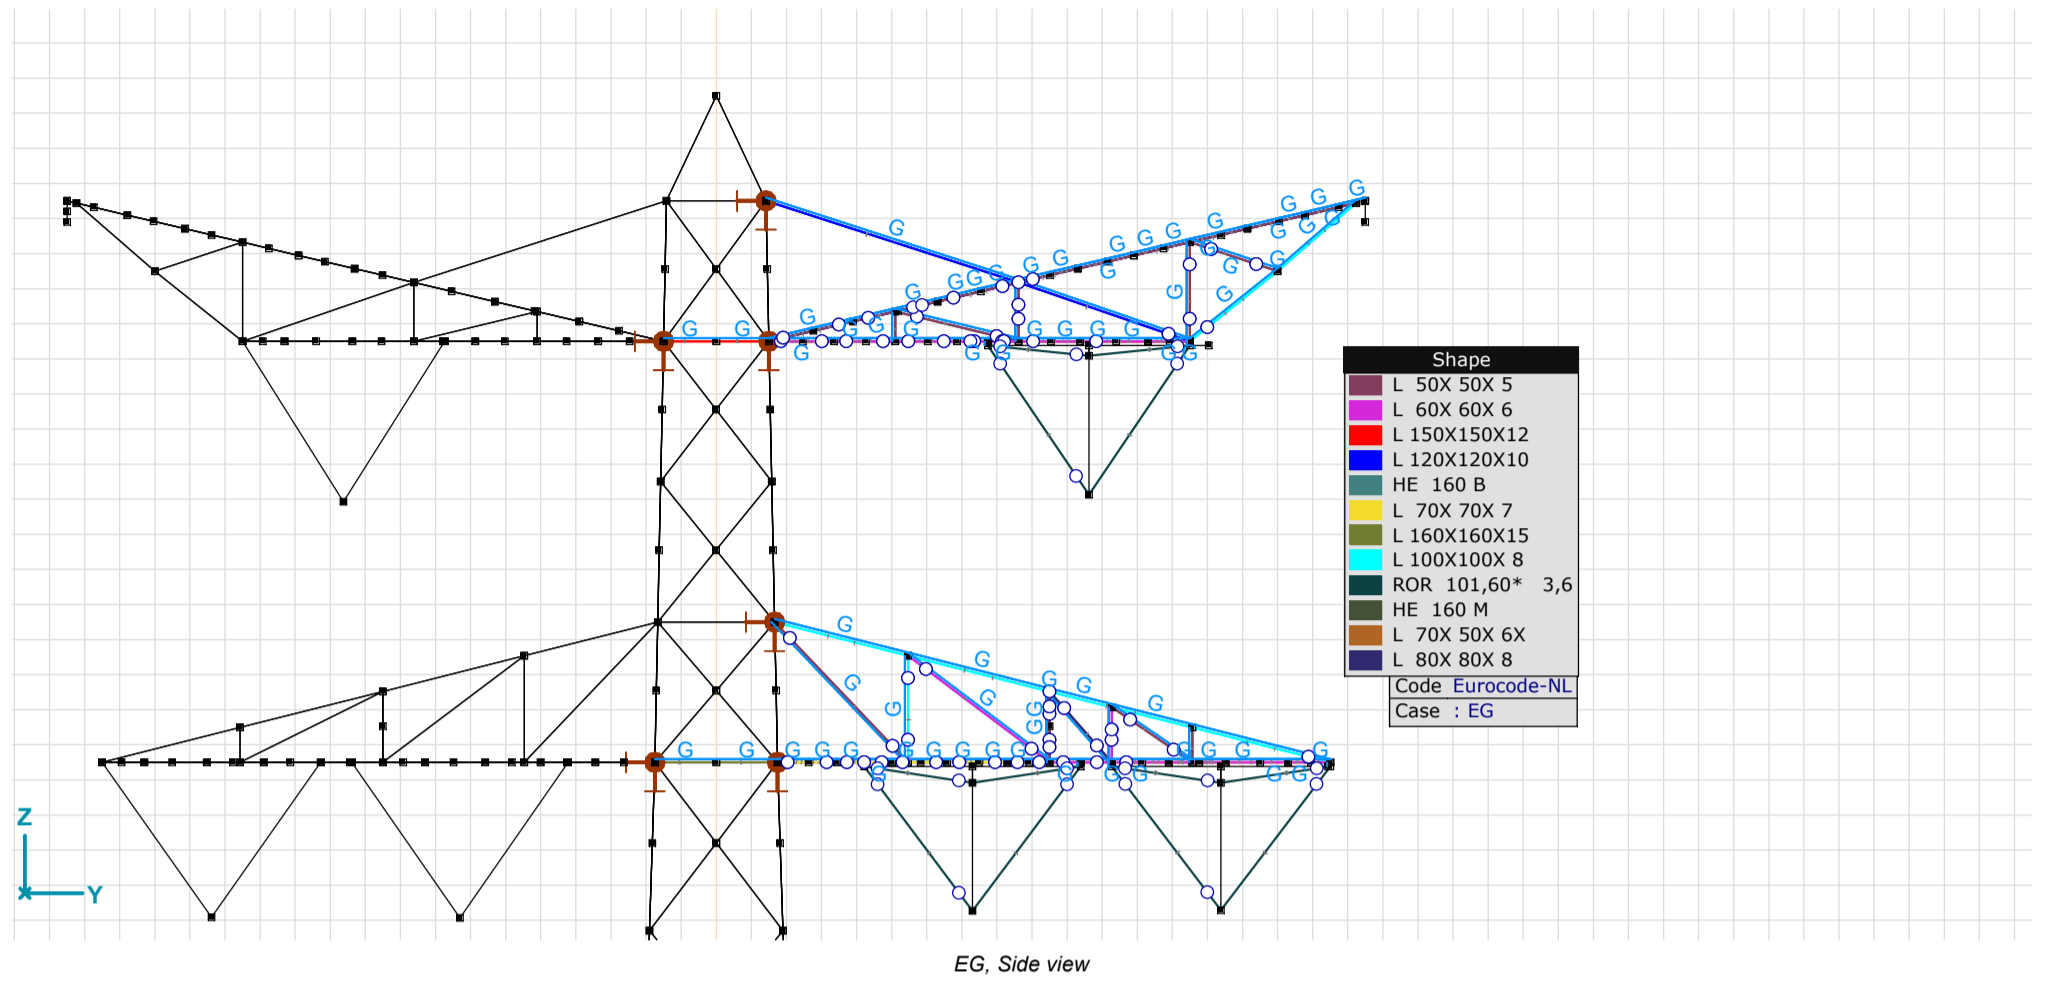 G
G G G G
G G G G
G G G G G G
G G G G
G G G G G
G G G G
G G G G G G G G G
G G G G
Shape
L 50X 50X 5
L 60X 60X 6
L 150X150X12
L 120X120X10
HE 160 B
L 70X 70X 7
L 160X160X15
L 100X100X 8
ROR 101,60* 3,6
HE 160 M
L 70X 50X 6X
L 80X 80X 8
Code Eurocode-NL
Case : EG
G
G
G G G
G G G G
G G
G G G G G G G G G G G G G
G G G G G
Z
Y
EG, Side view